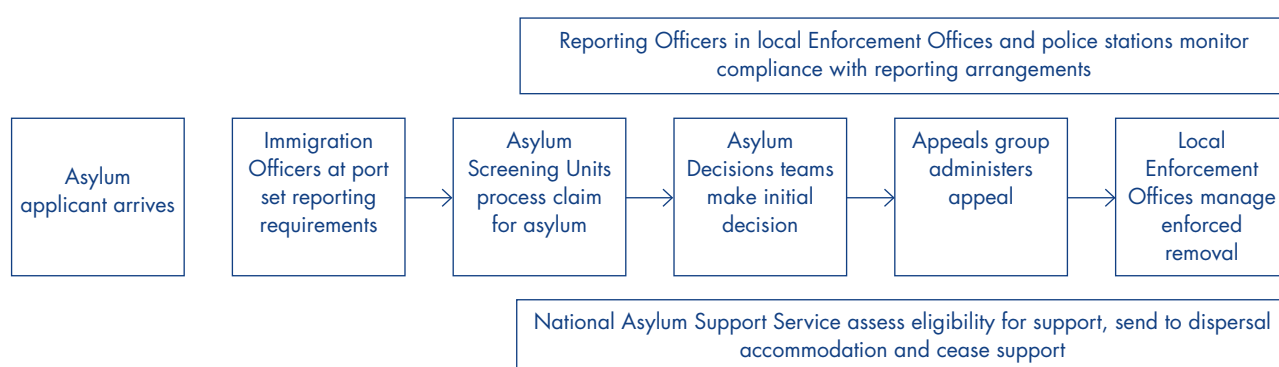 Reporting Officers in local Enforcement Offices and police stations monitor
compliance with reporting arrangements
Asylum
applicant arrives
Immigration
Officers at port
set reporting
requirements
Asylum
Screening Units
process claim
for asylum
Asylum
Decisions teams
make initial
decision
Appeals group
administers
appeal
Local
Enforcement
Offices manage
enforced
removal
National Asylum Support Service assess eligibility for support, send to dispersal
accommodation and cease support